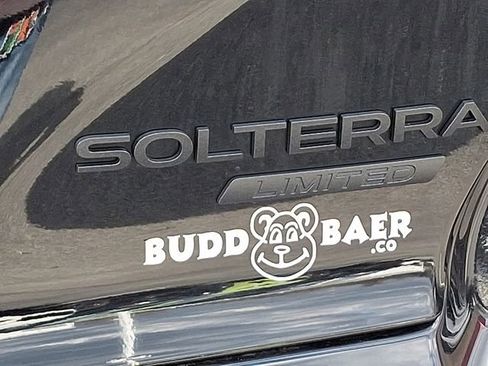 SOLTERRA
LIMITED
BUDD BAER
.CO